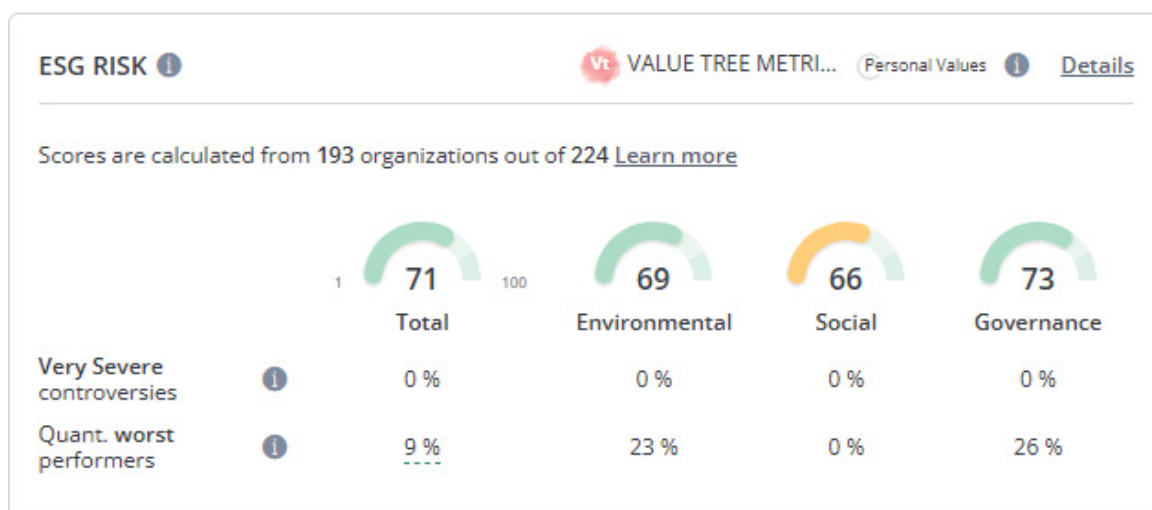 ESG RISK i Vt VALUE TREE METRI... Personal Values i Details
Scores are calculated from 193 organizations out of 224 Learn more
1 71 100 69 66 73
Total Environmental Social Governance
Very Severe
controversies i 0 % 0 % 0 % 0 %
Quant. worst
performers i 9 % 23 % 0 % 26 %